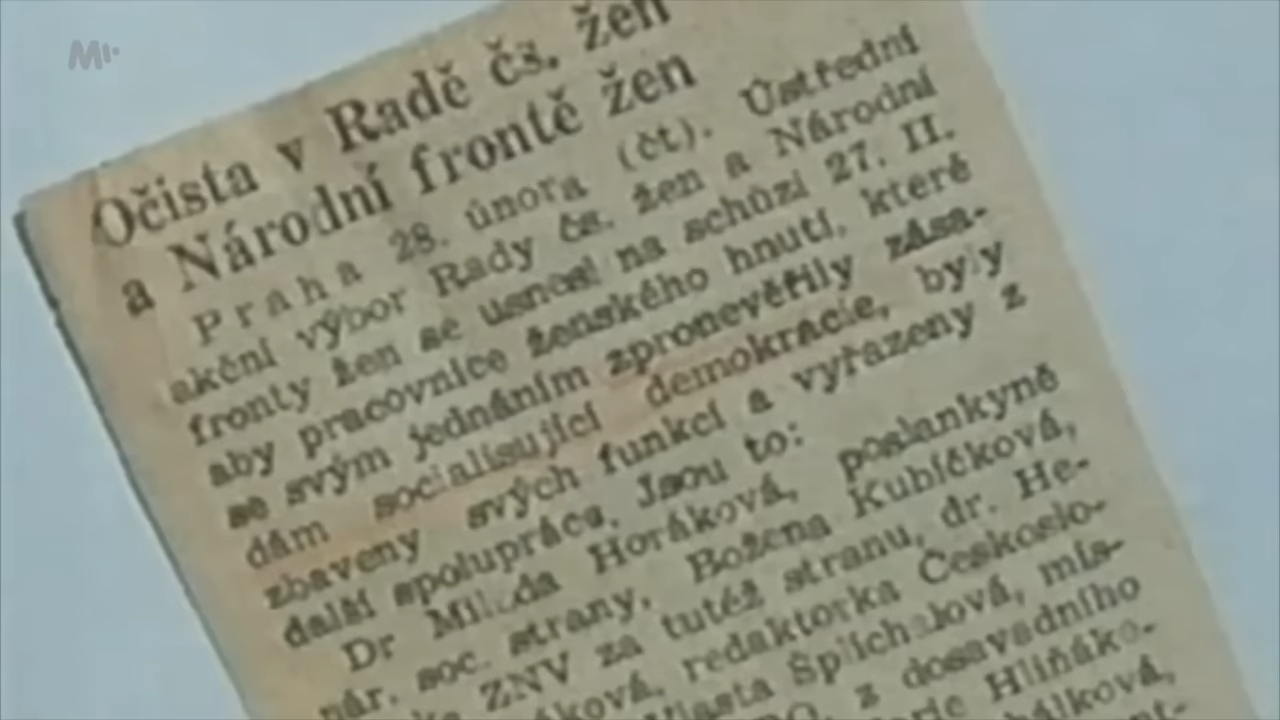 M
Očista v Radě čs. žen
a Národní frontě žen
Praha 28. února (čt). Ústřední
akční výbor Rady čs. žen a Národní
fronty žen se usnesl na schůzi 27. II.
aby pracovnice ženského hnutí, které
se svým jednáním zpronevěřily zása-
dám socialisující demokracie, byly
zbaveny svých funkcí a vyřazeny z
další spolupráce. Jsou to:
Dr Milada Horáková, poslankyně
nár. soc. strany, Božena Kubíčková,
ZNV za tutéž stranu, dr. He-
ková, redaktorka Českoslo-
Vlasta Šplíchalová, mís-
z dosavadního
Hliňáko-